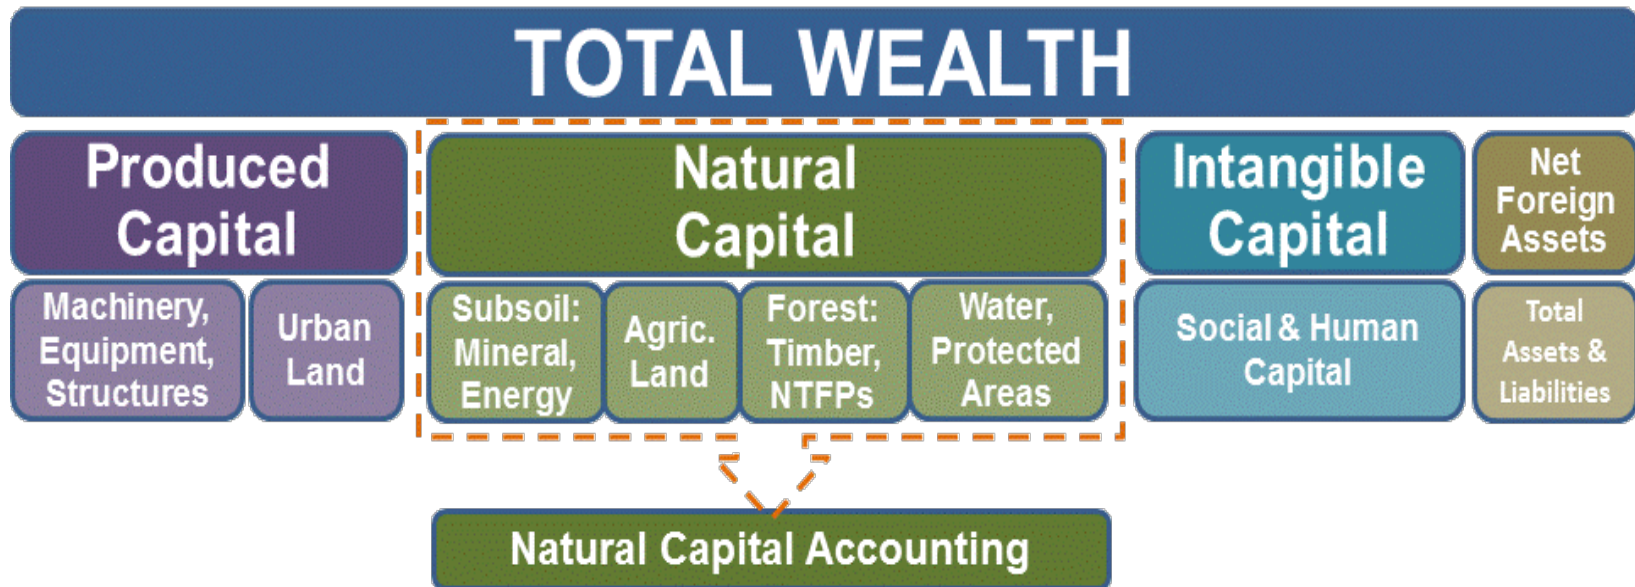 TOTAL WEALTH
Produced
Capital
Natural
Capital
Intangible
Capital
Net
Foreign
Assets
Machinery,
Equipment,
Structures
Urban
Land
Subsoil:
Mineral,
Energy
Agric.
Land
Forest:
Timber,
NTFPs
Water,
Protected
Areas
Social & Human
Capital
Total
Assets &
Liabilities
Natural Capital Accounting